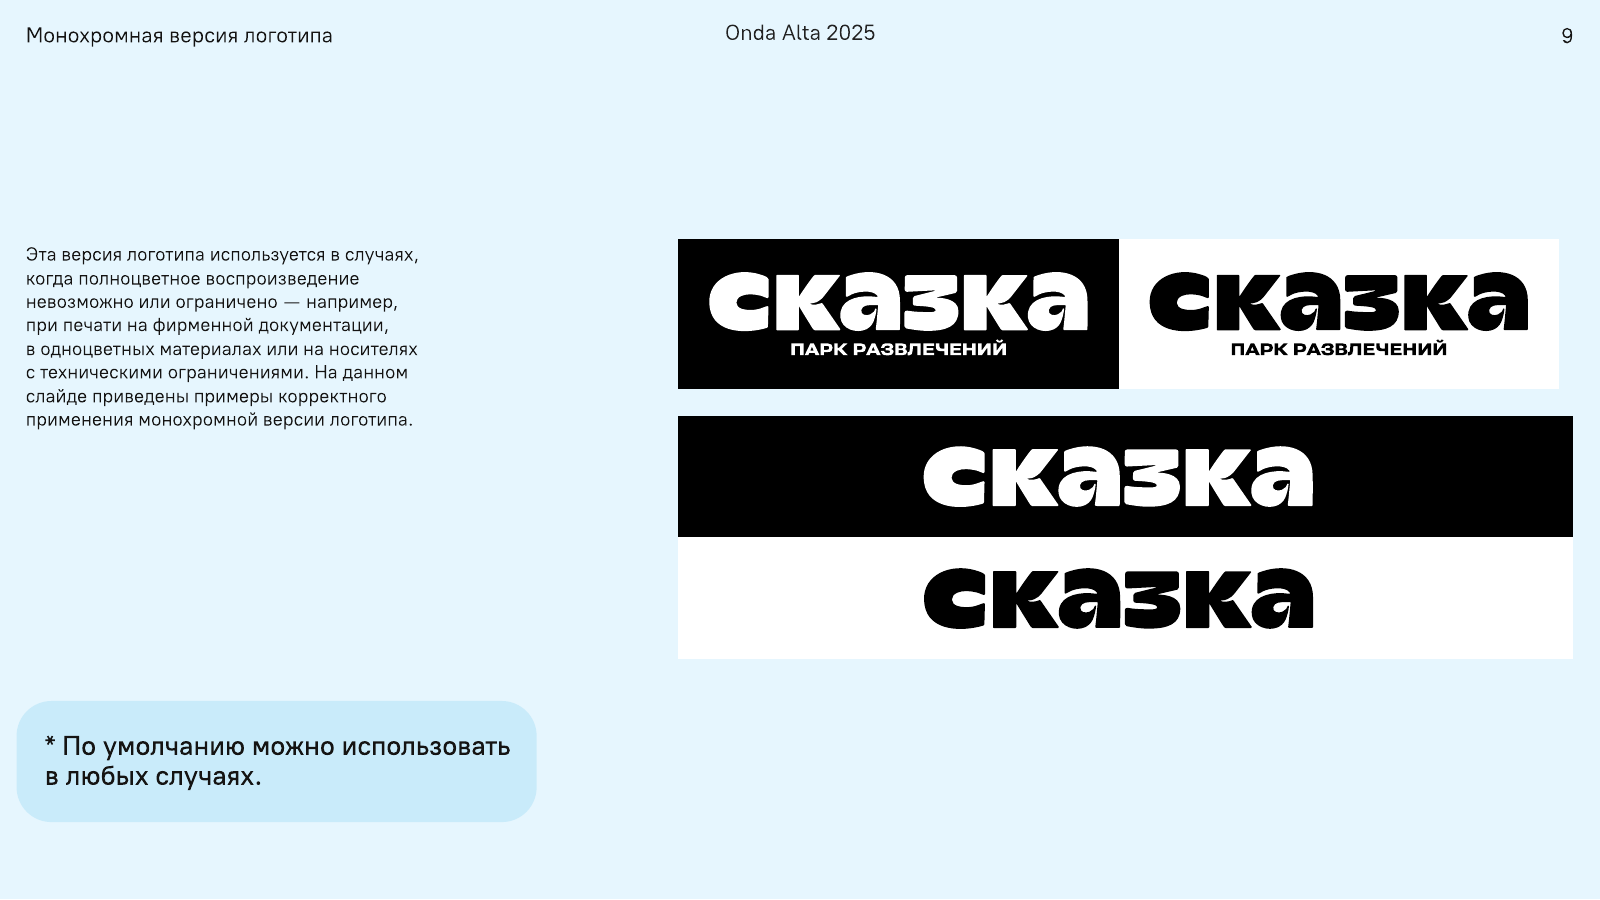 Монохромная версия логотипа
Onda Alta 2025
9
Эта версия логотипа используется в случаях,
когда полноцветное воспроизведение
невозможно или ограничено — например,
при печати на фирменной документации,
в одноцветных материалах или на носителях
с техническими ограничениями. На данном
слайде приведены примеры корректного
применения монохромной версии логотипа.
сказка
ПАРК РАЗВЛЕЧЕНИЙ
сказка
ПАРК РАЗВЛЕЧЕНИЙ
сказка
сказка
* По умолчанию можно использовать
в любых случаях.